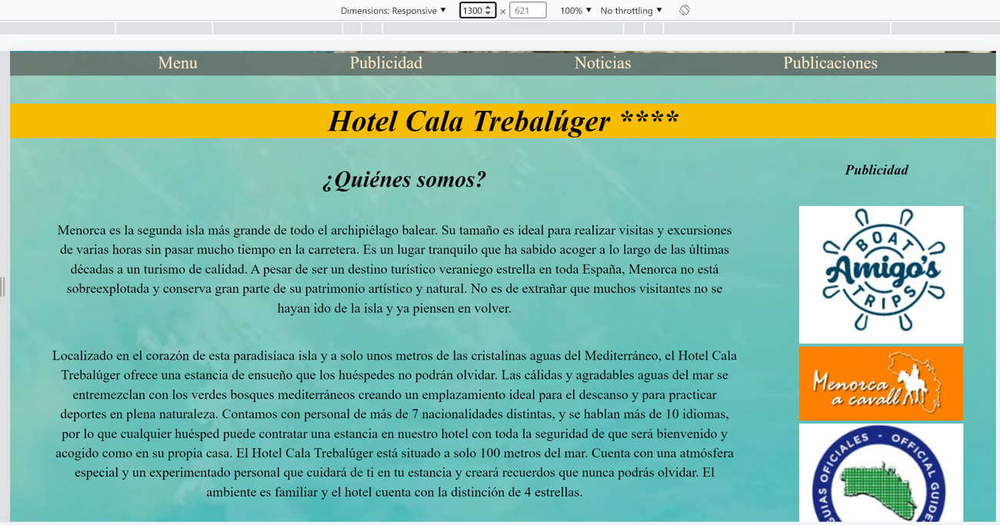 Dimensions: Responsive ▼ 1300 × 621 100% ▼ No throttling ▼
Menu Publicidad Noticias Publicaciones
Hotel Cala Trebalúger ****
¿Quiénes somos?
Menorca es la segunda isla más grande de todo el archipiélago balear. Su tamaño es ideal para realizar visitas y excursiones
de varias horas sin pasar mucho tiempo en la carretera. Es un lugar tranquilo que ha sabido acoger a lo largo de las últimas
décadas a un turismo de calidad. A pesar de ser un destino turístico veraniego estrella en toda España, Menorca no está
sobreexplotada y conserva gran parte de su patrimonio artístico y natural. No es de extrañar que muchos visitantes no se
hayan ido de la isla y ya piensen en volver.
Localizado en el corazón de esta paradisíaca isla y a solo unos metros de las cristalinas aguas del Mediterráneo, el Hotel Cala
Trebalúger ofrece una estancia de ensueño que los huéspedes no podrán olvidar. Las cálidas y agradables aguas del mar se
entremezclan con los verdes bosques mediterráneos creando un emplazamiento ideal para el descanso y para practicar
deportes en plena naturaleza. Contamos con personal de más de 7 nacionalidades distintas, y se hablan más de 10 idiomas,
por lo que cualquier huésped puede contratar una estancia en nuestro hotel con toda la seguridad de que será bienvenido y
acogido como en su propia casa. El Hotel Cala Trebalúger está situado a solo 100 metros del mar. Cuenta con una atmósfera
especial y un experimentado personal que cuidará de ti en tu estancia y creará recuerdos que nunca podrás olvidar. El
ambiente es familiar y el hotel cuenta con la distinción de 4 estrellas.
Publicidad
BOAT
Amigo's
TRIPS
Menorca
a cavall
GUIAS OFICIALES - OFFICIAL GUIDES